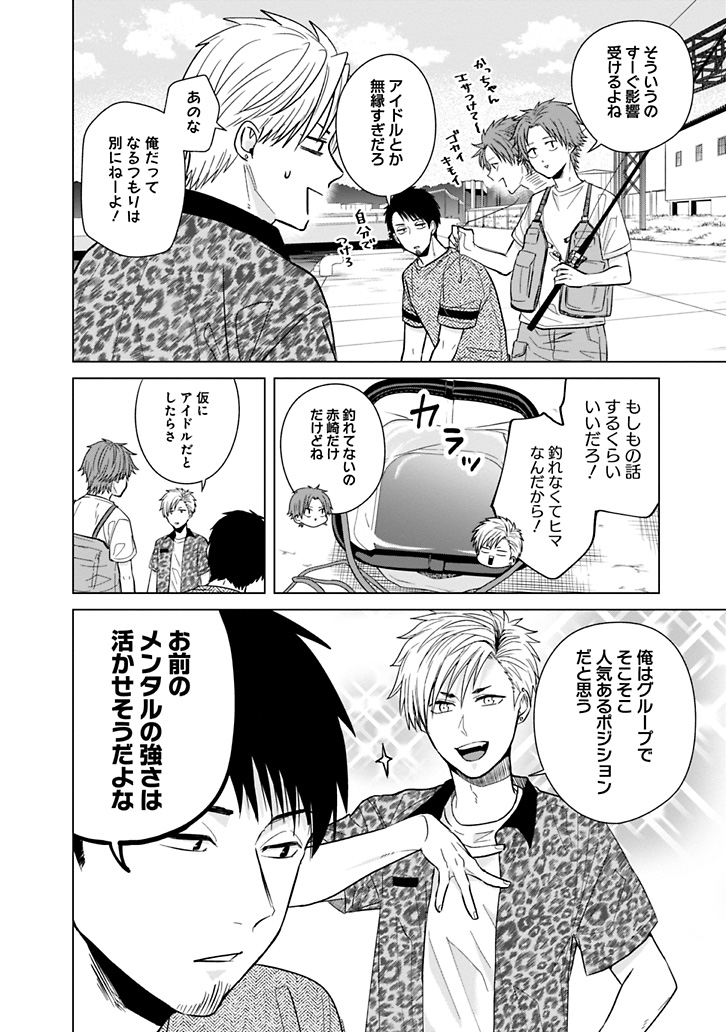 そういうの
すーぐ影響
受けるよね
かっちゃん
エサつけてー
ゴカイ
キモイ
アイドルとか
無縁すぎだろ
自分で
つけろ
あのな
俺だって
なるつもりは
別にねーよ！
もしもの話
するくらい
いいだろ！
釣れなくてヒマ
なんだから！
カラッ
釣れてないの
赤崎だけ
だけどね
仮に
アイドルだと
したらさ
俺はグループで
そこそこ
人気あるポジション
だと思う
お前の
メンタルの強さは
活かせそうだよな